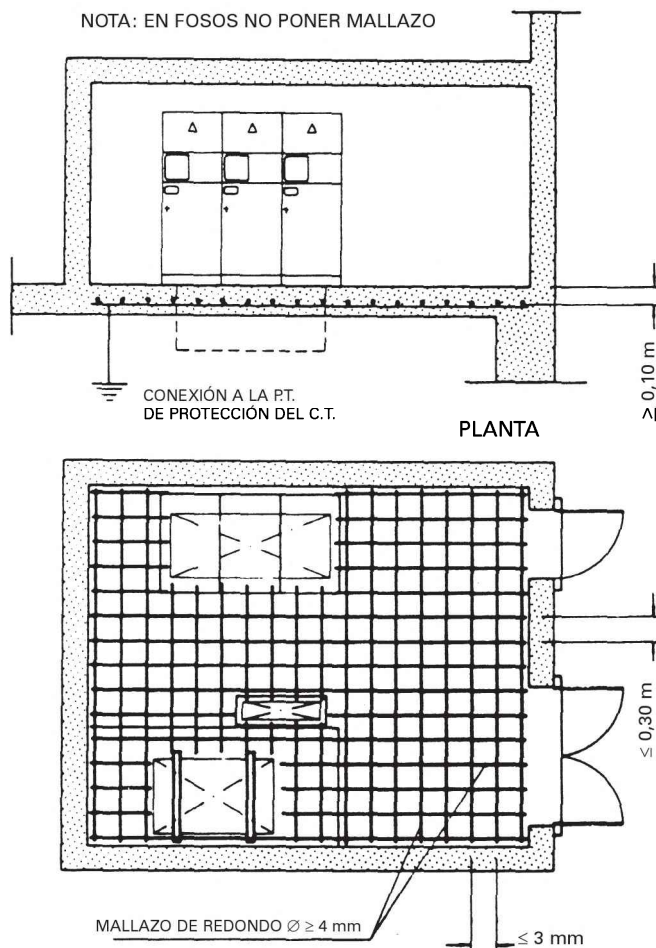 NOTA: EN FOSOS NO PONER MALLAZO
≥ 0,10 m
CONEXIÓN A LA P.T.
DE PROTECCIÓN DEL C.T.
PLANTA
≤ 0,30 m
MALLAZO DE REDONDO Ø ≥ 4 mm
≤ 3 mm